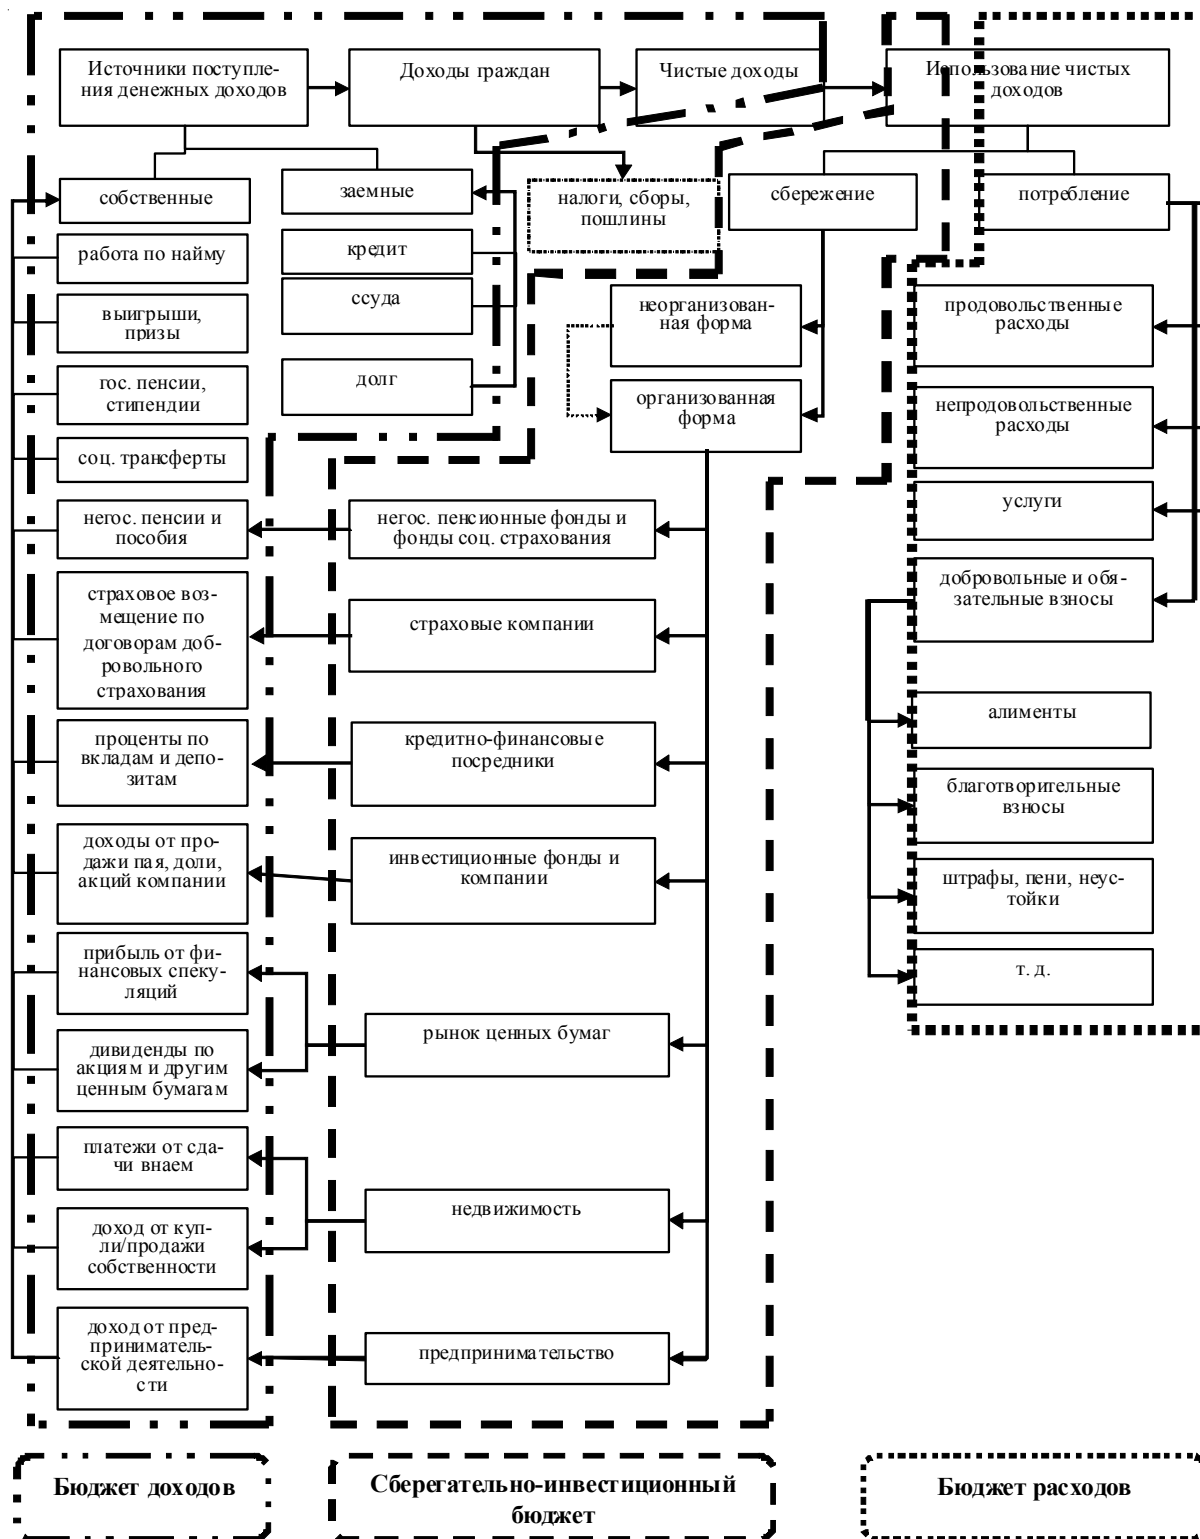 Источники поступле-
ния денежных доходов
Доходы граждан
Чистые доходы
Использование чистых
доходов
собственные
заемные
налоги, сборы,
пошлины
сбережение
потребление
работа по найму
выигрыши,
призы
гос. пенсии,
стипендии
соц. трансферты
негос. пенсии и
пособия
страховое воз-
мещение по
договорам доб-
ровольного
страхования
проценты по
вкладам и депо-
зитам
доходы от про-
дажи пая, доли,
акций компании
прибыль от фи-
нансовых спеку-
ляций
дивиденды по
акциям и другим
ценным бумагам
платежи от сда-
чи внаем
доход от куп-
ли/продажи
собственности
доход от пред-
приниматель-
ской деятельно-
сти
кредит
ссуда
долг
неорганизован-
ная форма
организованная
форма
негос. пенсионные фонды и
фонды соц. страхования
страховые компании
кредитно-финансовые
посредники
инвестиционные фонды и
компании
рынок ценных бумаг
недвижимость
предпринимательство
продовольственные
расходы
непродовольственные
расходы
услуги
добровольные и обя-
зательные взносы
алименты
благотворительные
взносы
штрафы, пени, неус-
тойки
т. д.
Бюджет доходов
Сберегательно-инвестиционный
бюджет
Бюджет расходов